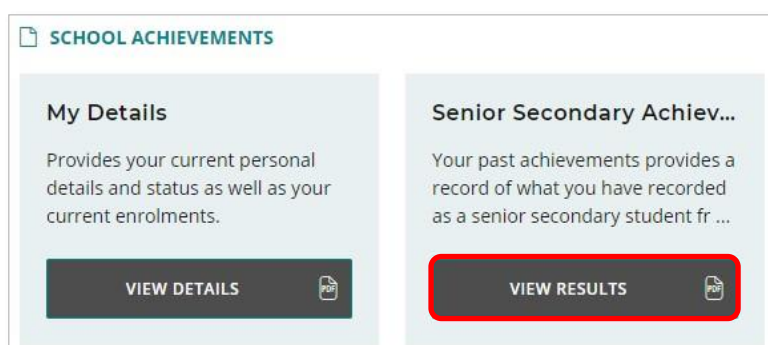 SCHOOL ACHIEVEMENTS
My Details
Provides your current personal
details and status as well as your
current enrolments.
VIEW DETAILS
PDF
Senior Secondary Achiev...
Your past achievements provides a
record of what you have recorded
as a senior secondary student fr ...
VIEW RESULTS
PDF